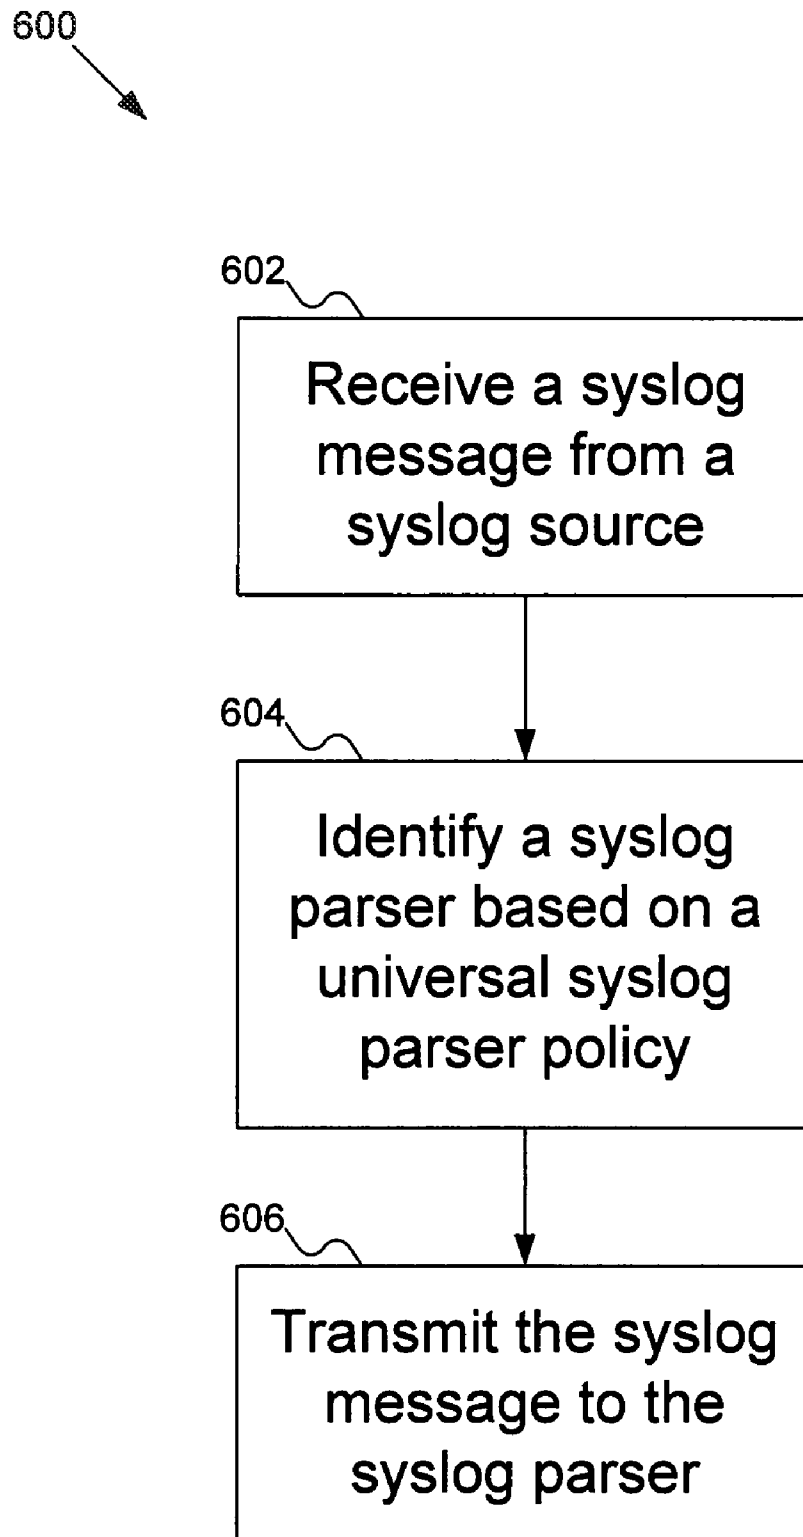 600
602
Receive a syslog
message from a
syslog source
604
Identify a syslog
parser based on a
universal syslog
parser policy
606
Transmit the syslog
message to the
syslog parser